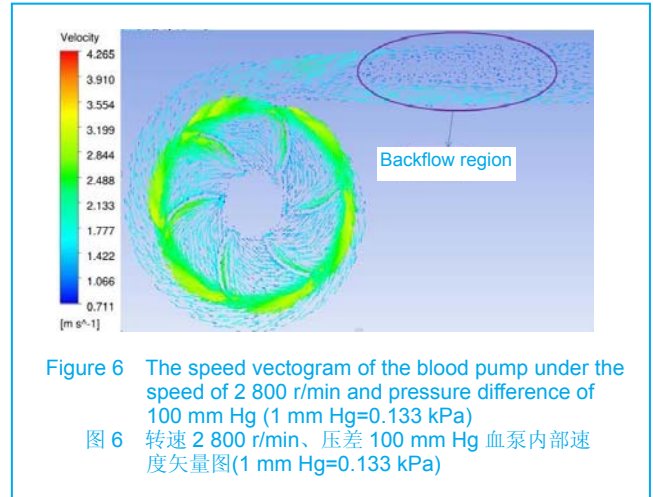 Velocity
4.265
3.910
3.554
3.199
2.844
2.488
2.133
1.777
1.422
1.066
0.711
[m s^-1]
Backflow region
Figure 6 The speed vectogram of the blood pump under the
speed of 2 800 r/min and pressure difference of
100 mm Hg (1 mm Hg=0.133 kPa)
图 6 转速 2 800 r/min、压差 100 mm Hg 血泵内部速
度矢量图(1 mm Hg=0.133 kPa)